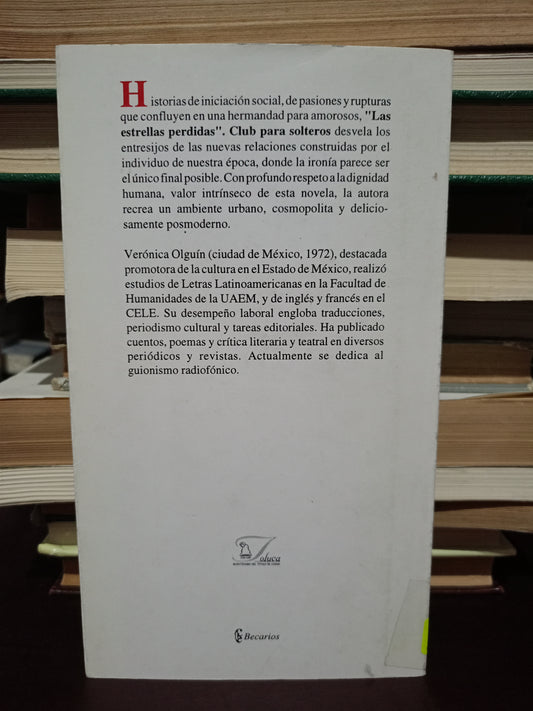 Historias de iniciación social, de pasiones y rupturas
que confluyen en una hermandad para amorosos, "Las
estrellas perdidas". Club para solteros desvela los
entresijos de las nuevas relaciones construidas por el
individuo de nuestra época, donde la ironía parece ser
el único final posible. Con profundo respeto a la dignidad
humana, valor intrínseco de esta novela, la autora
recrea un ambiente urbano, cosmopolita y delicio-
samente posmoderno.
Verónica Olguín (ciudad de México, 1972), destacada
promotora de la cultura en el Estado de México, realizó
estudios de Letras Latinoamericanas en la Facultad de
Humanidades de la UAEM, y de inglés y francés en el
CELE. Su desempeño laboral engloba traducciones,
periodismo cultural y tareas editoriales. Ha publicado
cuentos, poemas y crítica literaria y teatral en diversos
periódicos y revistas. Actualmente se dedica al
guionismo radiofónico.
Toluca
Becarios